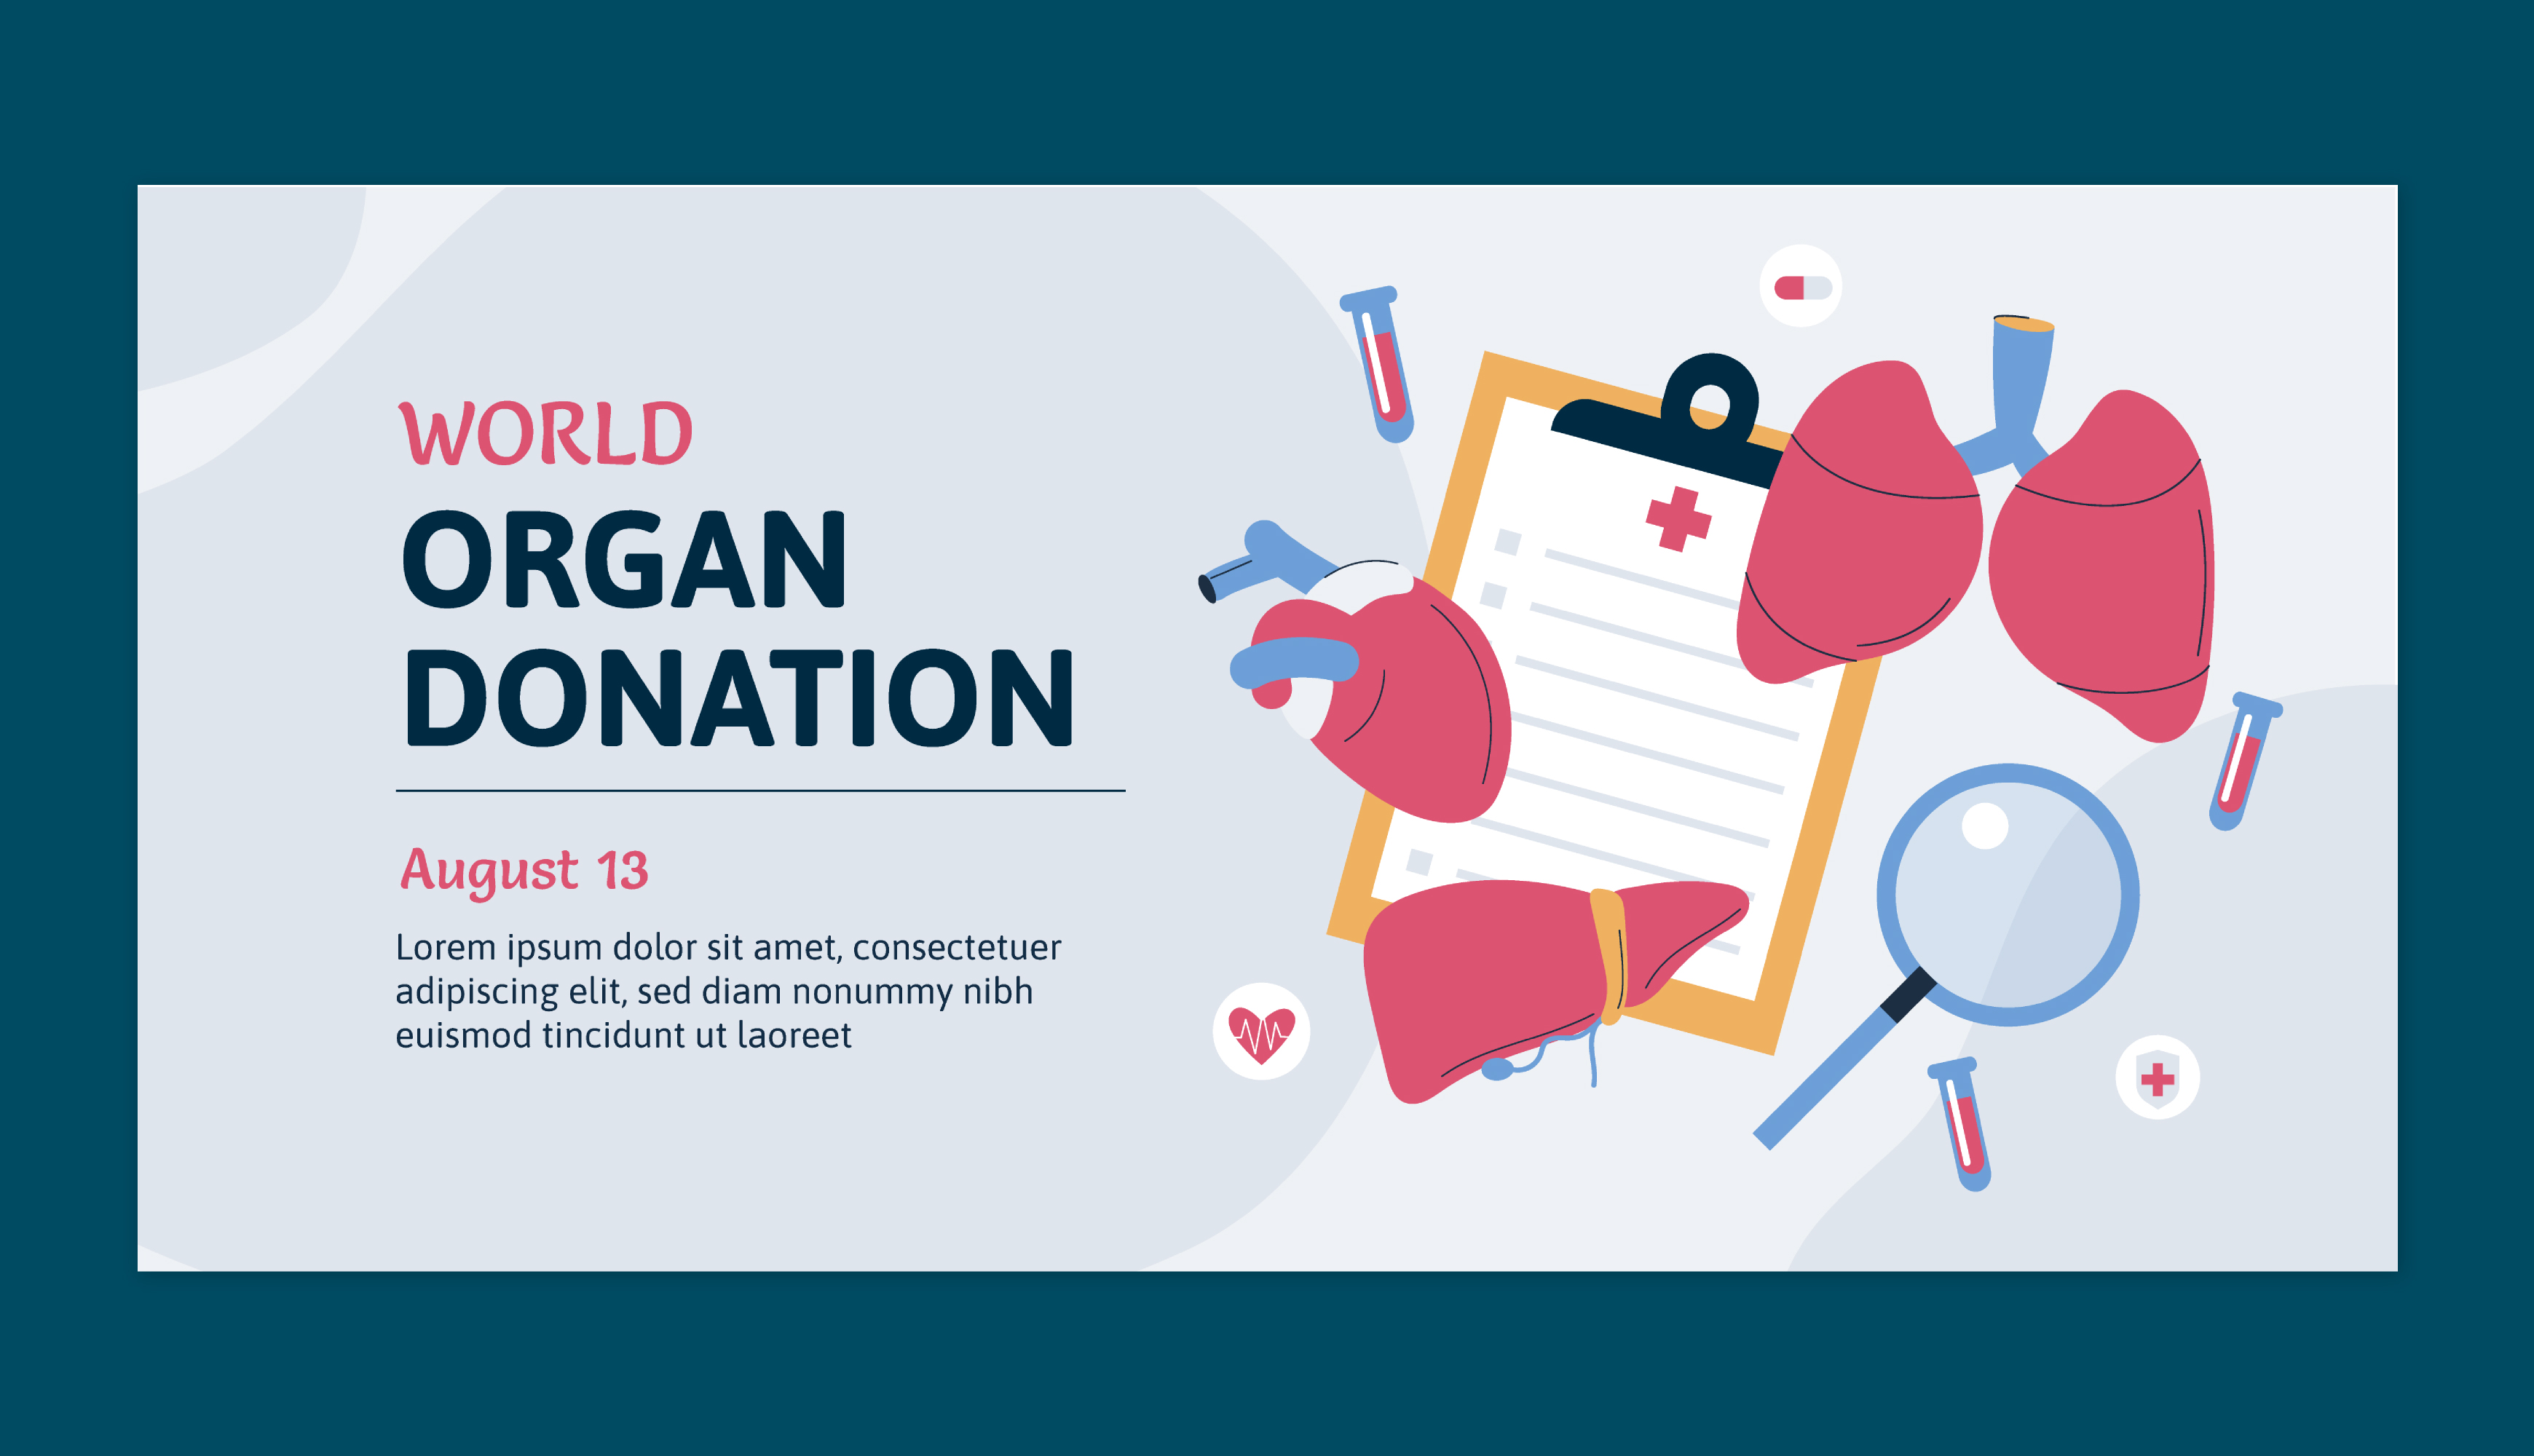 WORLD
ORGAN
DONATION
August 13
Lorem ipsum dolor sit amet, consectetuer
adipiscing elit, sed diam nonummy nibh
euismod tincidunt ut laoreet